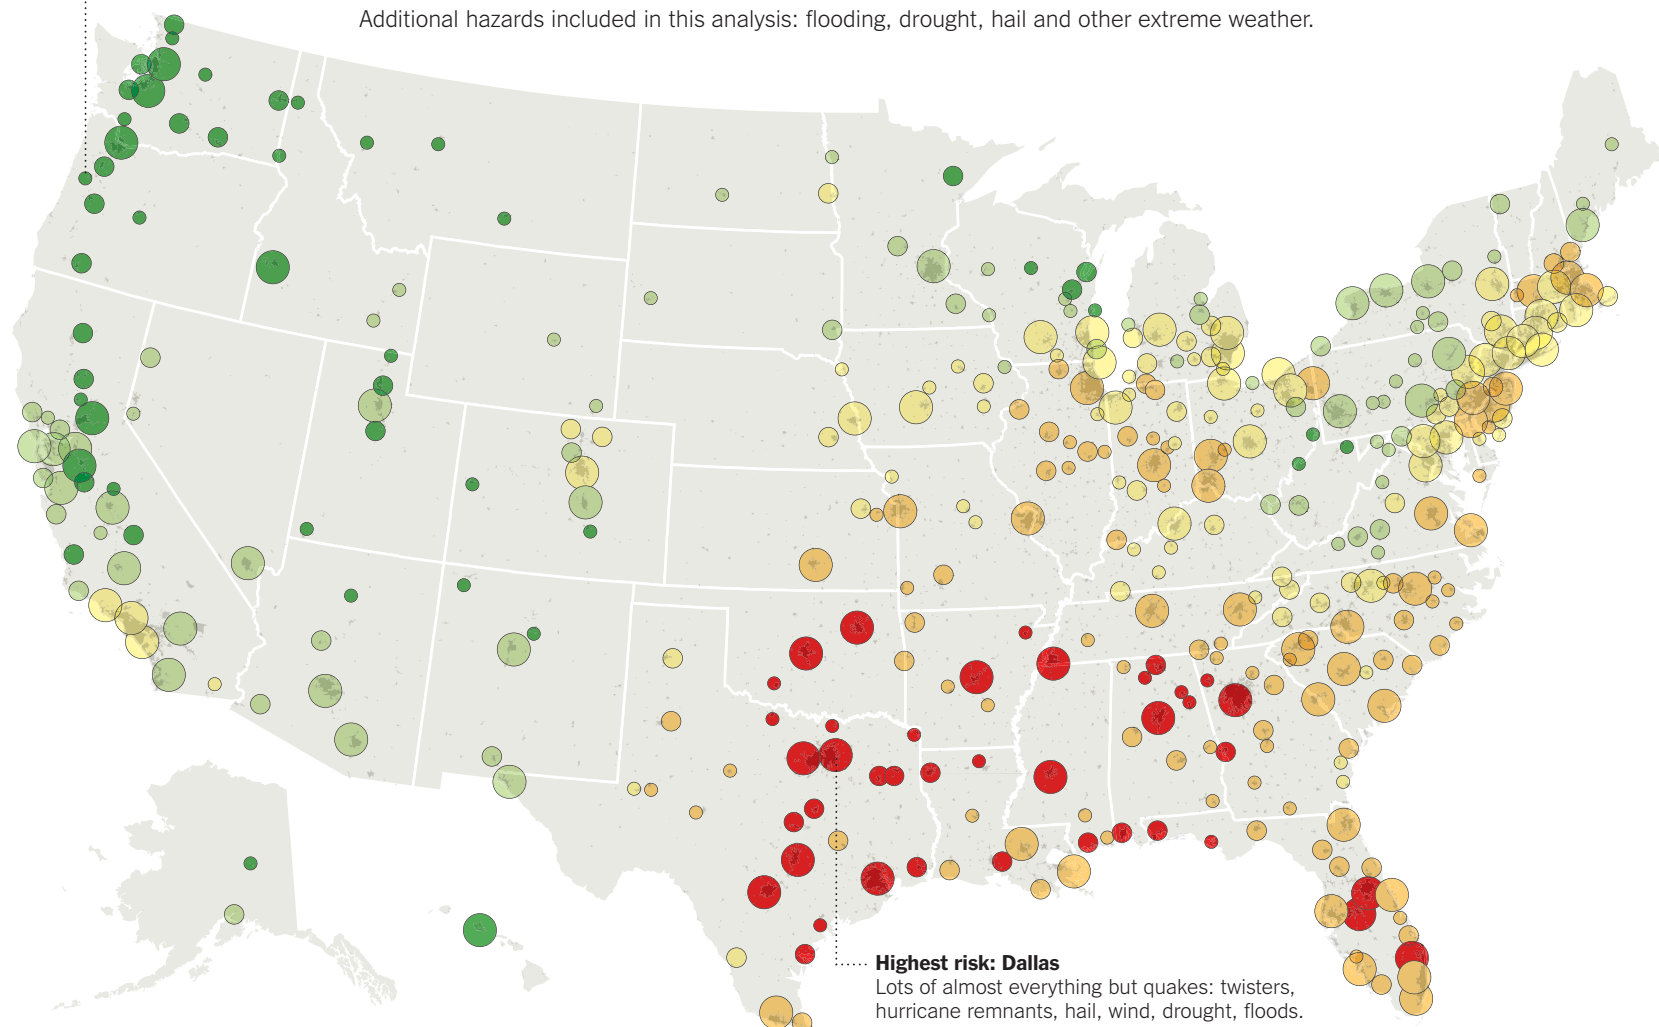 Additional hazards included in this analysis: flooding, drought, hail and other extreme weather.
Highest risk: Dallas
Lots of almost everything but quakes: twisters,
hurricane remnants, hail, wind, drought, floods.